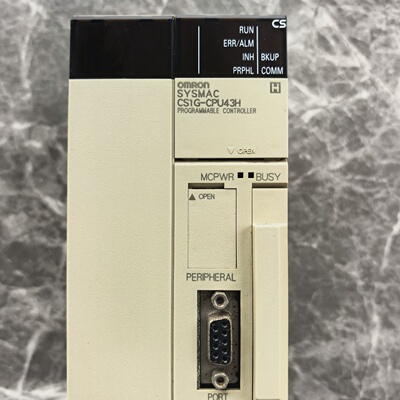 CS
RUN
ERR/ALM
INH BKUP
PRPHL COMM
OMRON H
SYSMAC
CS1G-CPU43H
PROGRAMMABLE CONTROLLER
▽ OPEN
MCPWR BUSY
▲ OPEN
PERIPHERAL
PORT